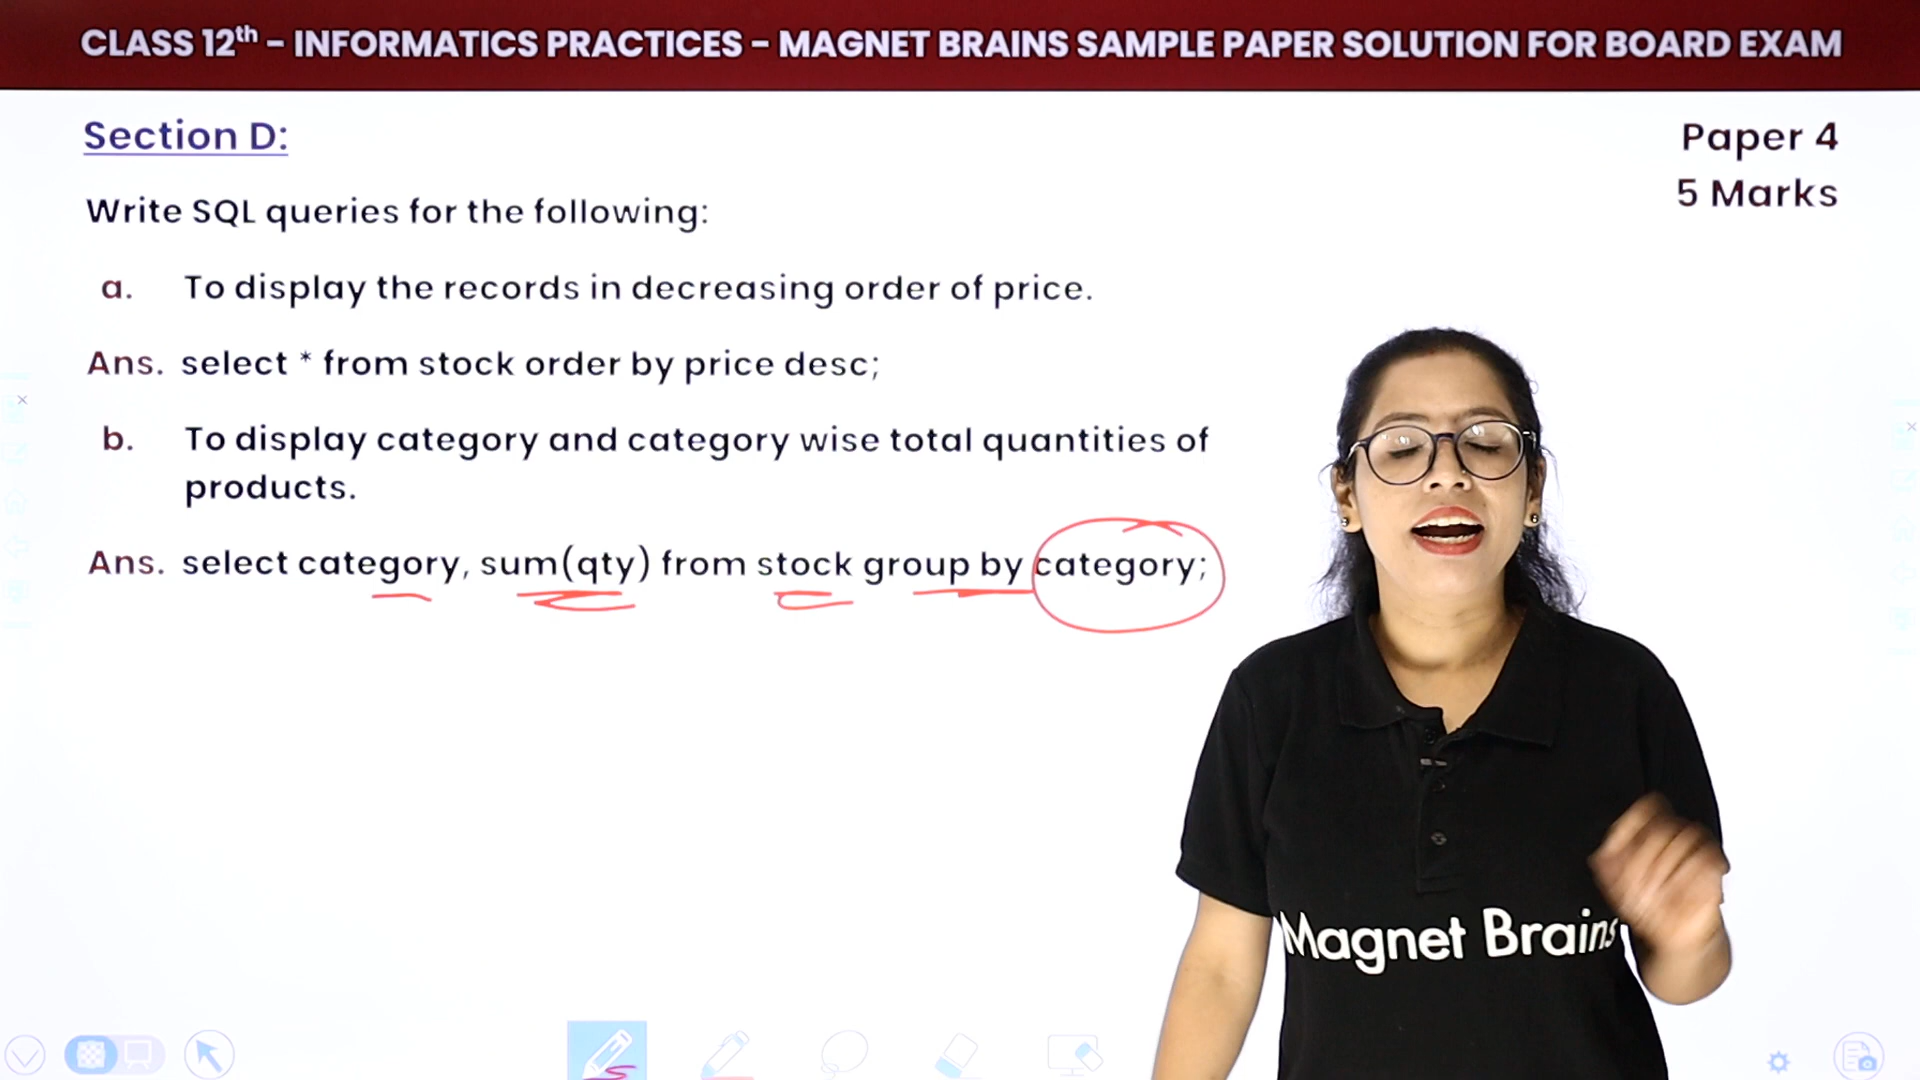 CLASS 12th – INFORMATICS PRACTICES – MAGNET BRAINS SAMPLE PAPER SOLUTION FOR BOARD EXAM
Section D:
Paper 4
5 Marks
Write SQL queries for the following:
a. To display the records in decreasing order of price.
Ans. select * from stock order by price desc;
b. To display category and category wise total quantities of
products.
Ans. select category, sum(qty) from stock group by category;
Magnet Brains